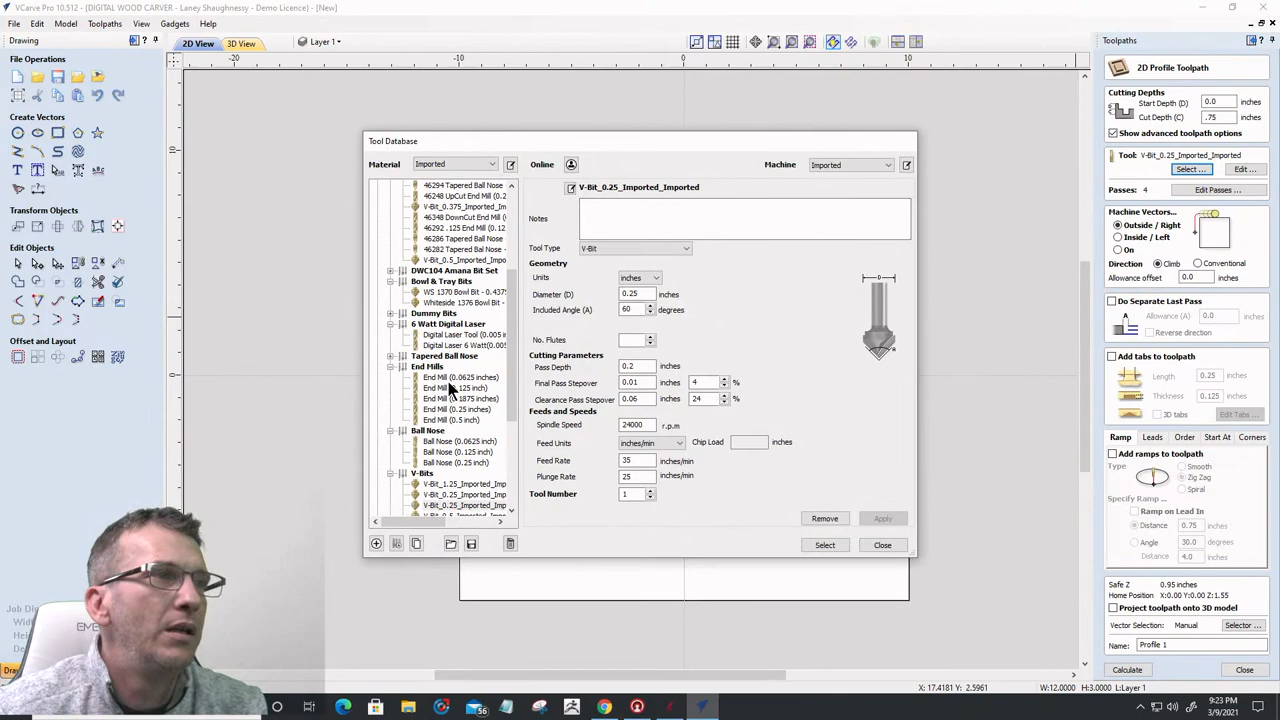 VCarve Pro 10.512 - {DIGITAL WOOD CARVER} - Laney Shaughnessy - Demo Licence} - [New]
File Edit Model Toolpaths View Gadgets Help
Drawing
2D View 3D View Layer 1
Toolpaths
File Operations
Create Vectors
Transform Objects
Edit Objects
Offset and Layout
-20 -10 0 10
2D Profile Toolpath
Cutting Depths
Start Depth (D) 0.0 inches
Cut Depth (C) .75 inches
Show advanced toolpath options
Tool: V-Bit_0.25_Imported_Imported
Select ... Edit ...
Passes: 4 Edit Passes ...
Machine Vectors...
Outside / Right
Inside / Left
On
Direction Climb Conventional
Allowance offset 0.0 inches
Do Separate Last Pass
Allowance (A) 0.0 inches
Reverse direction
Add tabs to toolpath
Length 0.25 inches
Thickness 0.125 inches
3D tabs Edit Tabs ...
Ramp Leads Order Start At Corners
Add ramps to toolpath
Type Smooth
Zig Zag
Spiral
Specify Ramp ...
Ramp on Lead In
Distance 0.75 inches
Angle 30.0 degrees
Distance 4.0 inches
Safe Z 0.95 inches
Home Position X:0.00 Y:0.00 Z:1.55
Project toolpath onto 3D model
Vector Selection: Manual Selector ...
Name: Profile 1
Calculate Close
Tool Database
Material Imported Online Machine Imported
46294 Tapered Ball Nose
46248 UpCut End Mill (0.2
V-Bit_0.375_Imported_Im
46348 DownCut End Mill (
46292 .125 End Mill (0.12
46286 Tapered Ball Nose
46282 Tapered Bal Nose -
V-Bit_0.5_Imported_Impo
DWC104 Amana Bit Set
Bowl & Tray Bits
WS 1370 Bowl Bit - 0.437
Whiteside 1376 Bowl Bit -
Dummy Bits
6 Watt Digital Laser
Digital Laser Tool (0.005 i
Digital Laser 6 Watt(0.005
Tapered Ball Nose
End Mills
End Mill (0.0625 inches)
End Mill .125 inch)
End Mill .1875 inch)
End Mill (0.25 inches)
End Mill (0.5 inch)
Ball Nose
Ball Nose (0.0625 inch)
Ball Nose (0.125 inch)
Ball Nose (0.25 inch)
V-Bits
V-Bit_1.25_Imported_Imp
V-Bit_0.25_Imported_Imp
V-Bit_0.25_Imported_Imp
V-Bit_0.25_Imported_Imported
Notes
Tool Type V-Bit
Geometry
Units inches
Diameter (D) 0.25 inches
Included Angle (A) 60 degrees
No. Flutes
Cutting Parameters
Pass Depth 0.2 inches
Final Pass Stepover 0.01 inches 4 %
Clearance Pass Stepover 0.06 inches 24 %
Feeds and Speeds
Spindle Speed 24000 r.p.m
Feed Units inches/min Chip Load inches
Feed Rate 35 inches/min
Plunge Rate 25 inches/min
Tool Number 1
D
A
Remove Apply
Select Close
X: 17.4181 Y: 2.5961 W:12.0000 H:3.0000 L:Layer 1
56
9:23 PM
3/9/2021